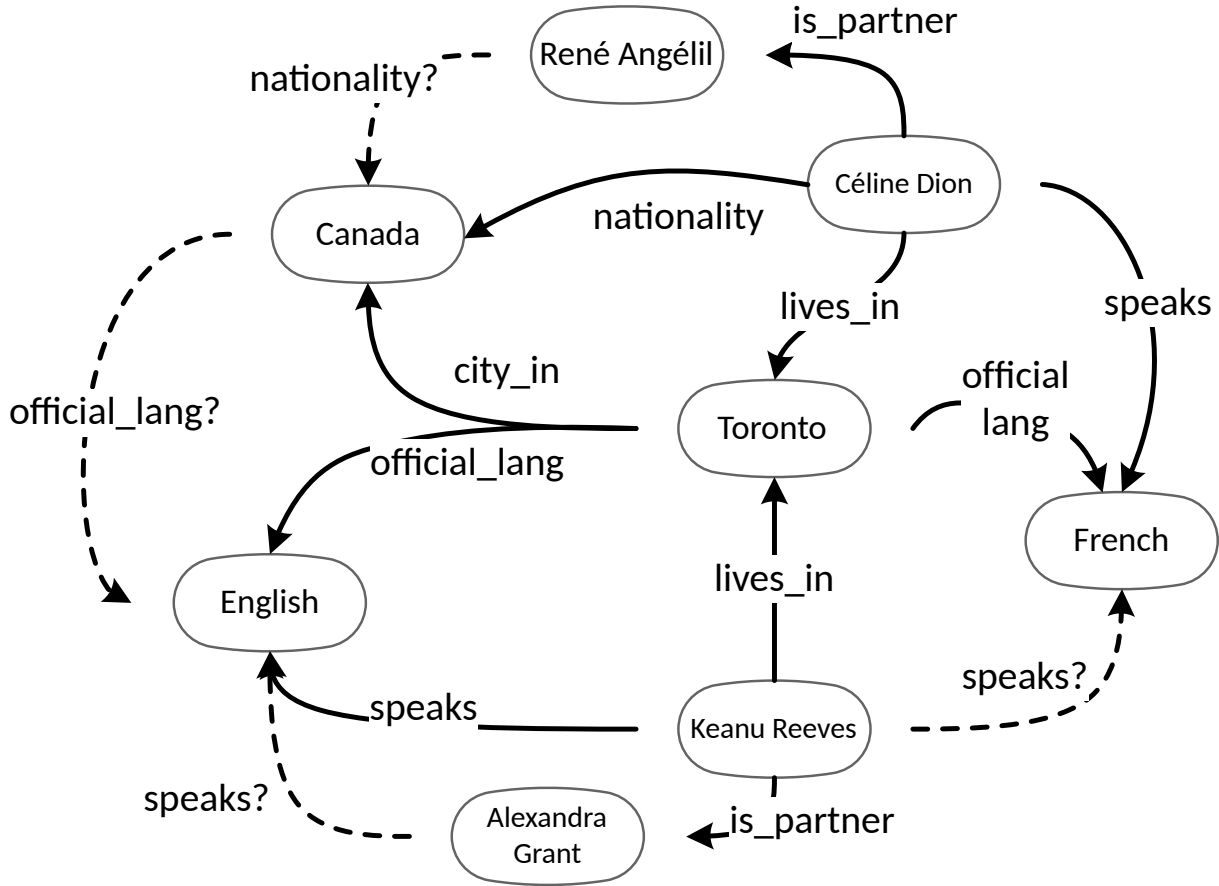 is_partner
René Angélil
nationality?
Céline Dion
nationality
Canada
lives_in
speaks
city_in
official
lang
official_lang?
Toronto
official_lang
French
lives_in
English
speaks?
speaks
Keanu Reeves
speaks?
Alexandra
Grant
is_partner